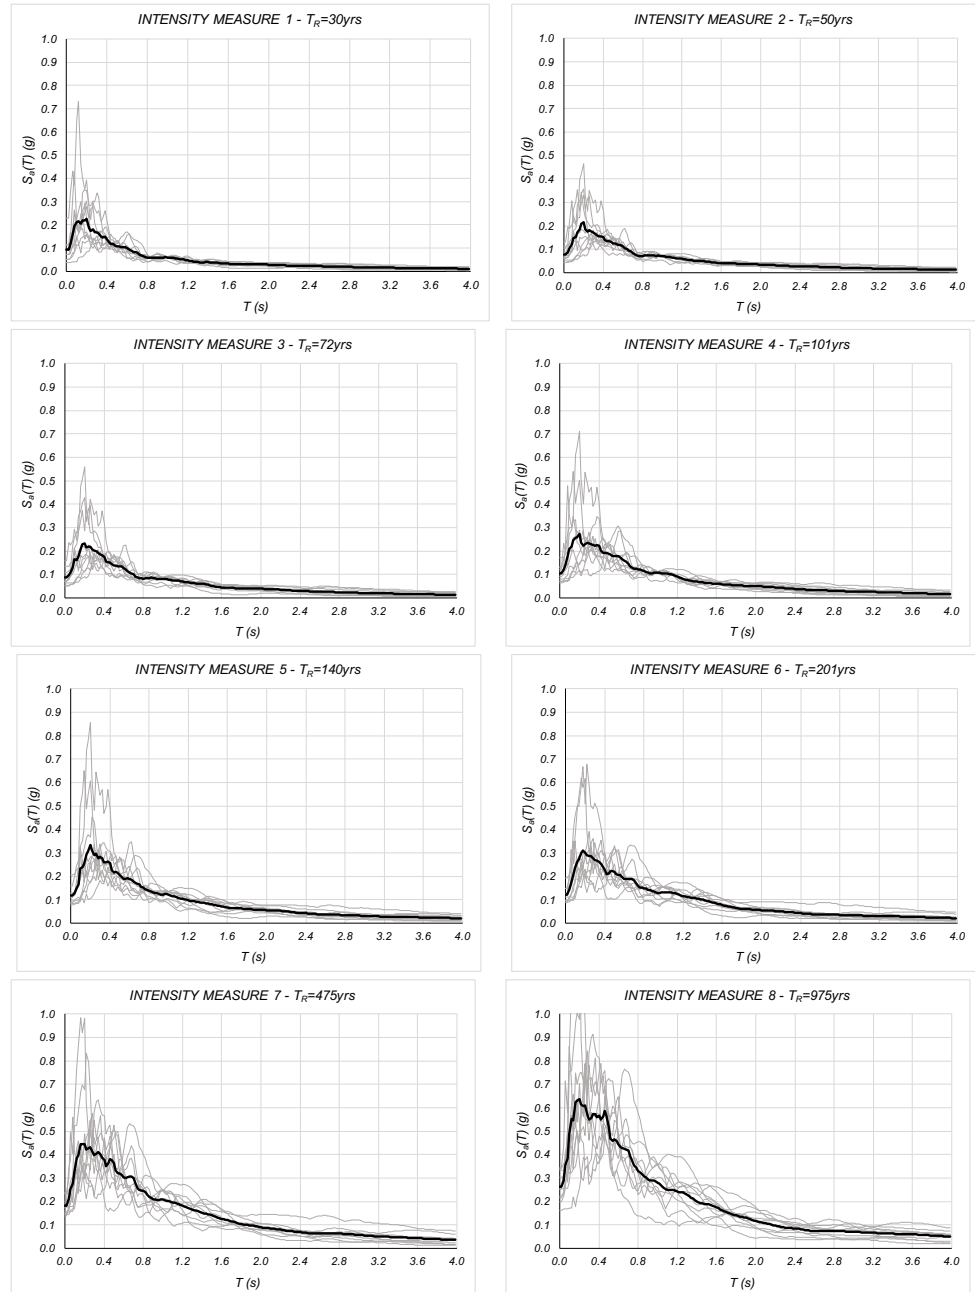 INTENSITY MEASURE 1 - TR=30yrs
1.0
0.9
0.8
0.7
0.6
0.5
0.4
0.3
0.2
0.1
0.0
Sa(T) (g)
0.0 0.4 0.8 1.2 1.6 2.0 2.4 2.8 3.2 3.6 4.0
T (s)
INTENSITY MEASURE 2 - TR=50yrs
1.0
0.9
0.8
0.7
0.6
0.5
0.4
0.3
0.2
0.1
0.0
Sa(T) (g)
0.0 0.4 0.8 1.2 1.6 2.0 2.4 2.8 3.2 3.6 4.0
T (s)
INTENSITY MEASURE 3 - TR=72yrs
1.0
0.9
0.8
0.7
0.6
0.5
0.4
0.3
0.2
0.1
0.0
Sa(T) (g)
0.0 0.4 0.8 1.2 1.6 2.0 2.4 2.8 3.2 3.6 4.0
T (s)
INTENSITY MEASURE 4 - TR=101yrs
1.0
0.9
0.8
0.7
0.6
0.5
0.4
0.3
0.2
0.1
0.0
Sa(T) (g)
0.0 0.4 0.8 1.2 1.6 2.0 2.4 2.8 3.2 3.6 4.0
T (s)
INTENSITY MEASURE 5 - TR=140yrs
1.0
0.9
0.8
0.7
0.6
0.5
0.4
0.3
0.2
0.1
0.0
Sa(T) (g)
0.0 0.4 0.8 1.2 1.6 2.0 2.4 2.8 3.2 3.6 4.0
T (s)
INTENSITY MEASURE 6 - TR=201yrs
1.0
0.9
0.8
0.7
0.6
0.5
0.4
0.3
0.2
0.1
0.0
Sa(T) (g)
0.0 0.4 0.8 1.2 1.6 2.0 2.4 2.8 3.2 3.6 4.0
T (s)
INTENSITY MEASURE 7 - TR=475yrs
1.0
0.9
0.8
0.7
0.6
0.5
0.4
0.3
0.2
0.1
0.0
Sa(T) (g)
0.0 0.4 0.8 1.2 1.6 2.0 2.4 2.8 3.2 3.6 4.0
T (s)
INTENSITY MEASURE 8 - TR=975yrs
1.0
0.9
0.8
0.7
0.6
0.5
0.4
0.3
0.2
0.1
0.0
Sa(T) (g)
0.0 0.4 0.8 1.2 1.6 2.0 2.4 2.8 3.2 3.6 4.0
T (s)